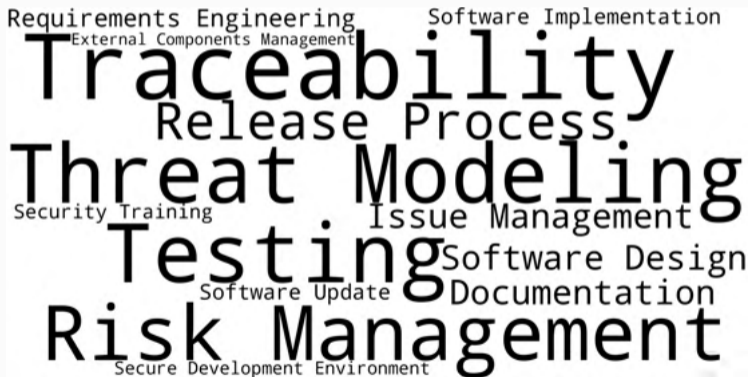 Requirements Engineering
Software Implementation
External Components Management
Traceability
Release Process
Threat Modeling
Security Training
Issue Management
Testing
Software Design
Software Update
Documentation
Risk Management
Secure Development Environment